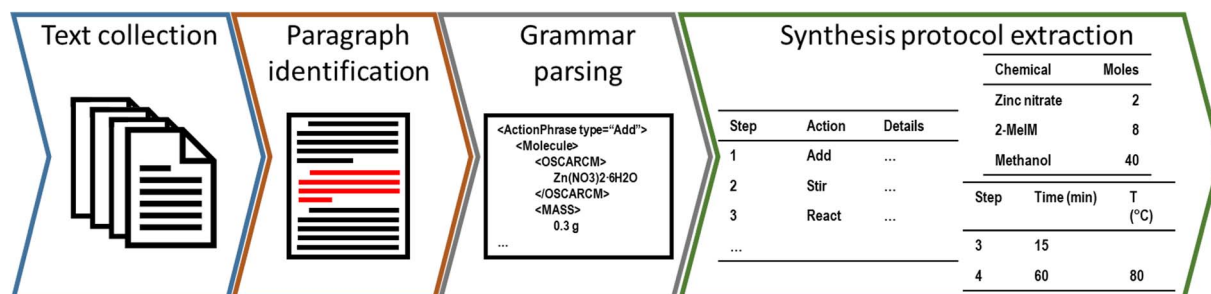 Text collection
Paragraph
identification
Grammar
parsing
<ActionPhrase type="Add">
<Molecule>
<OSCARCM>
Zn(NO3)2·6H2O
</OSCARCM>
<MASS>
0.3 g
...
Synthesis protocol extraction
Step Action Details
1 Add ...
2 Stir ...
3 React ...
...
Chemical Moles
Zinc nitrate 2
2-MeIM 8
Methanol 40
Step Time (min) T
(°C)
3 15
4 60 80